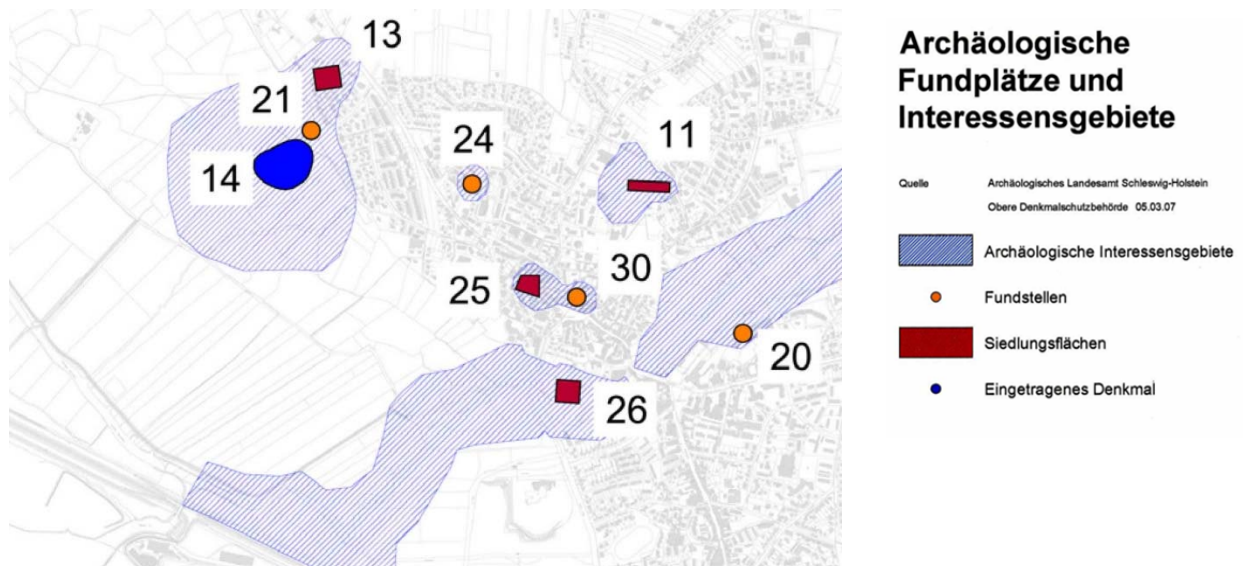 13
21
14
24
11
25
30
20
26
Archäologische
Fundplätze und
Interessensgebiete
Quelle Archäologisches Landesamt Schleswig-Holstein
Obere Denkmalschutzbehörde 05.03.07
Archäologische Interessensgebiete
Fundstellen
Siedlungsflächen
Eingetragenes Denkmal